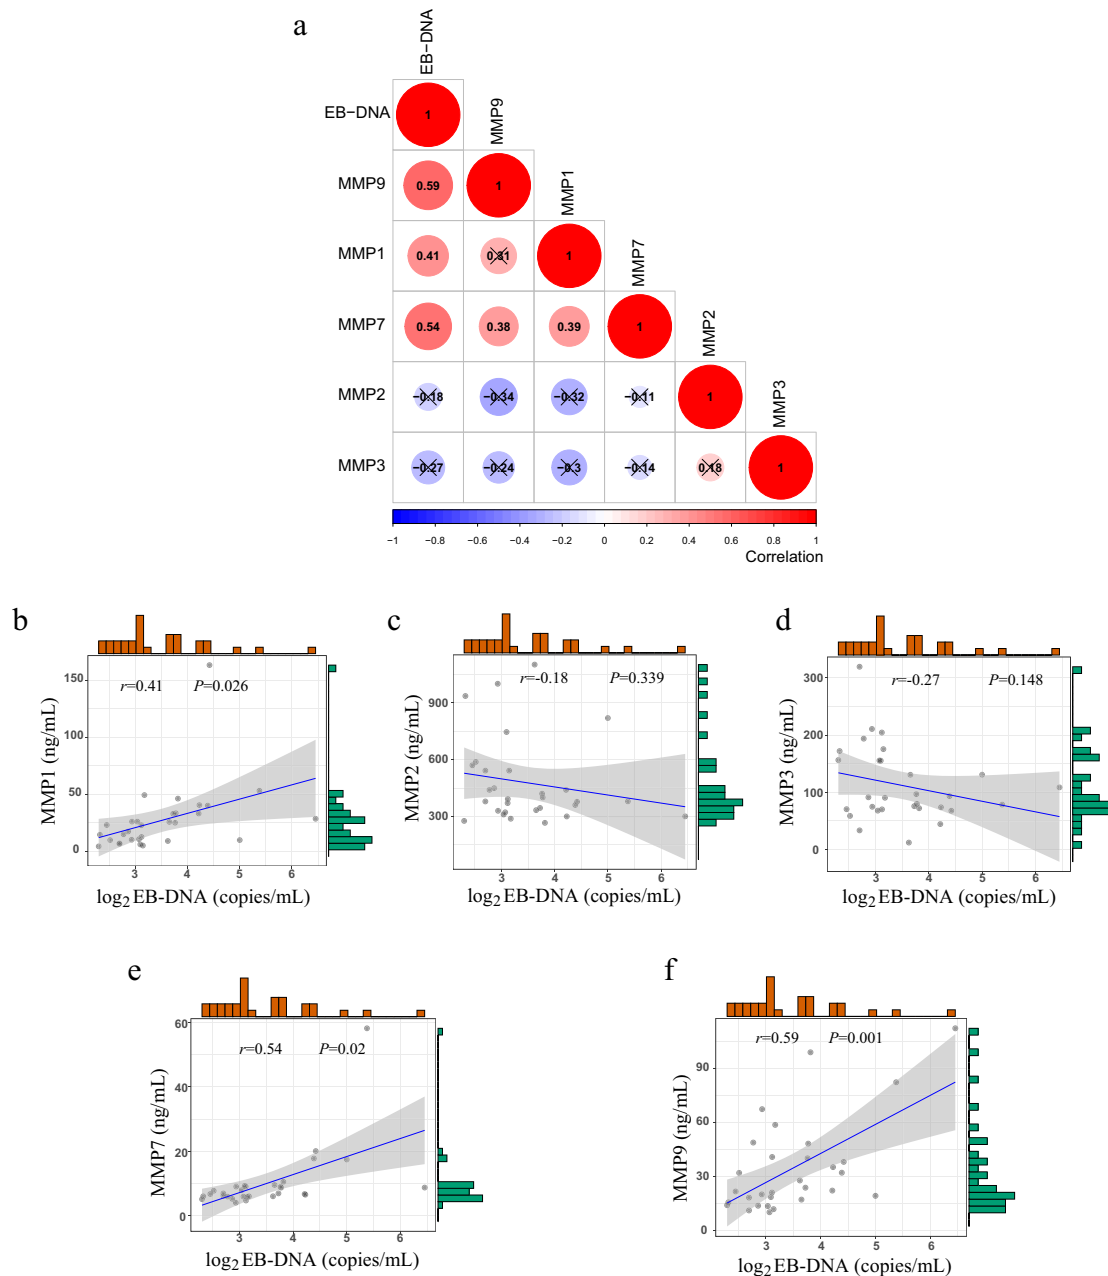 a
EB-DNA
MMP9
MMP1
MMP7
MMP2
MMP3
EB-DNA 1
MMP9 0.59 1
MMP1 0.41 0.31 1
MMP7 0.54 0.38 0.39 1
MMP2 -0.18 -0.34 -0.32 -0.11 1
MMP3 -0.27 -0.24 -0.3 -0.14 0.18 1
-1 -0.8 -0.6 -0.4 -0.2 0 0.2 0.4 0.6 0.8 1
Correlation
b
r=0.41 P=0.026
MMP1 (ng/mL)
150
100
50
0
3 4 5 6
log2 EB-DNA (copies/mL)
c
r=-0.18 P=0.339
MMP2 (ng/mL)
900
600
300
3 4 5 6
log2 EB-DNA (copies/mL)
d
r=-0.27 P=0.148
MMP3 (ng/mL)
300
200
100
0
3 4 5 6
log2 EB-DNA (copies/mL)
e
r=0.54 P=0.02
MMP7 (ng/mL)
60
40
20
0
3 4 5 6
log2 EB-DNA (copies/mL)
f
r=0.59 P=0.001
MMP9 (ng/mL)
90
60
30
0
3 4 5 6
log2 EB-DNA (copies/mL)